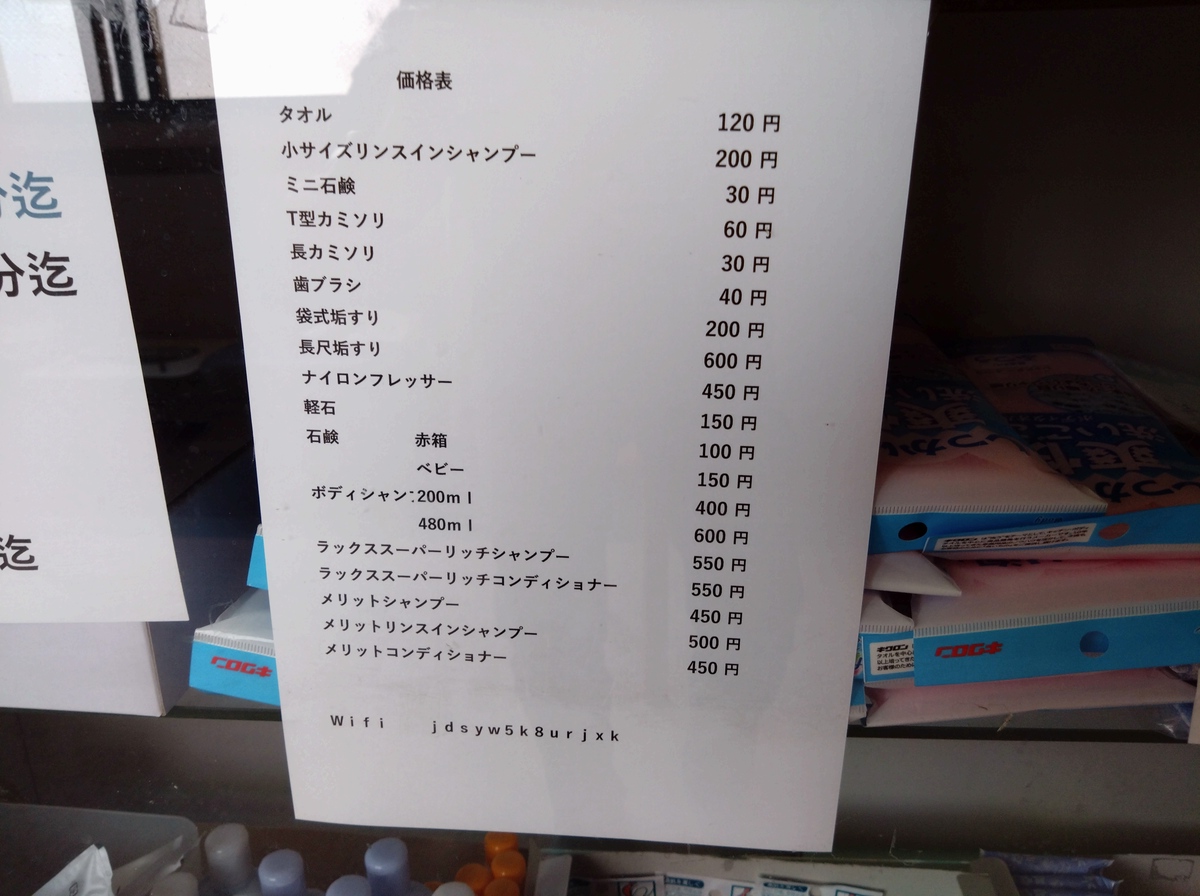 価格表
タオル 120 円
小サイズリンスインシャンプー 200 円
ミニ石鹸 30 円
T型カミソリ 60 円
長カミソリ 30 円
歯ブラシ 40 円
袋式垢すり 200 円
長尺垢すり 600 円
ナイロンフレッサー 450 円
軽石 150 円
石鹸 赤箱 100 円
ベビー 150 円
ボディシャン 200ml 400 円
480ml 600 円
ラックススーパーリッチシャンプー 550 円
ラックススーパーリッチコンディショナー 550 円
メリットシャンプー 450 円
メリットリンスインシャンプー 500 円
メリットコンディショナー 450 円
Wifi jdsyw5k8urjxk
迄
分迄
迄
キクロン